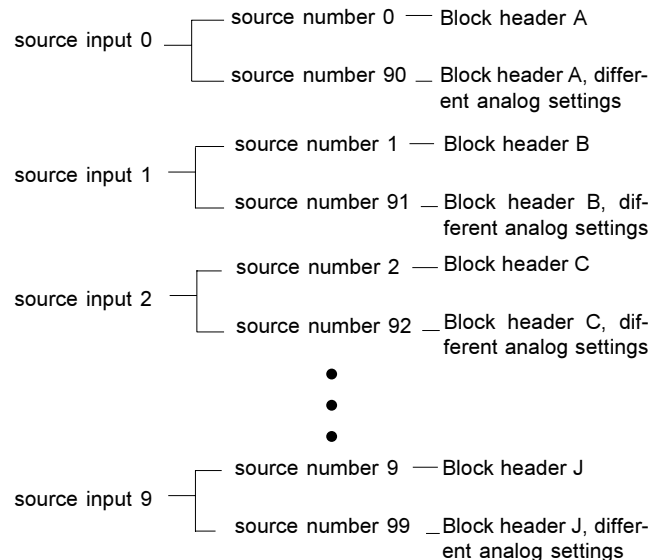 source input 0
source number 0
Block header A
source number 90
Block header A, differ-
ent analog settings
source input 1
source number 1
Block header B
source number 91
Block header B, dif-
ferent analog settings
source input 2
source number 2
Block header C
source number 92
Block header C, dif-
ferent analog settings
source input 9
source number 9
Block header J
source number 99
Block header J, differ-
ent analog settings